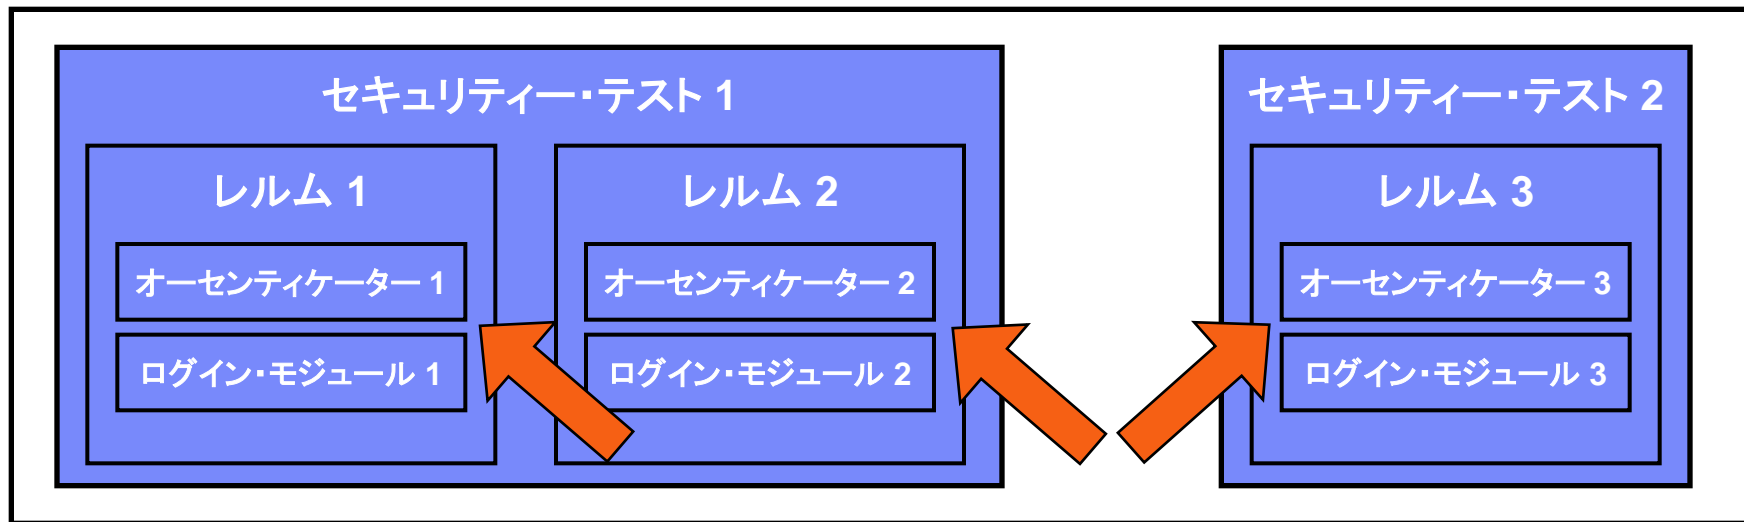 セキュリティー・テスト 1
レルム 1
オーセンティケーター 1
ログイン・モジュール 1
レルム 2
オーセンティケーター 2
ログイン・モジュール 2
セキュリティー・テスト 2
レルム 3
オーセンティケーター 3
ログイン・モジュール 3